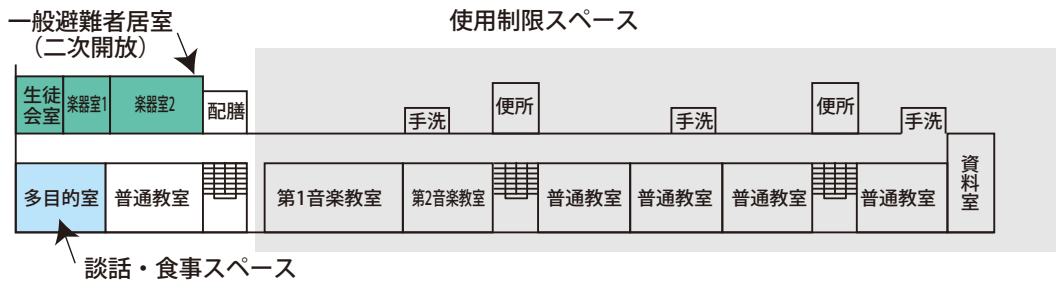 一般避難者居室
（二次開放）
使用制限スペース
生徒
会室
楽器室1
楽器室2
配膳
手洗
便所
手洗
便所
手洗
多目的室
普通教室
第1音楽教室
第2音楽教室
普通教室
普通教室
普通教室
普通教室
資料室
談話・食事スペース